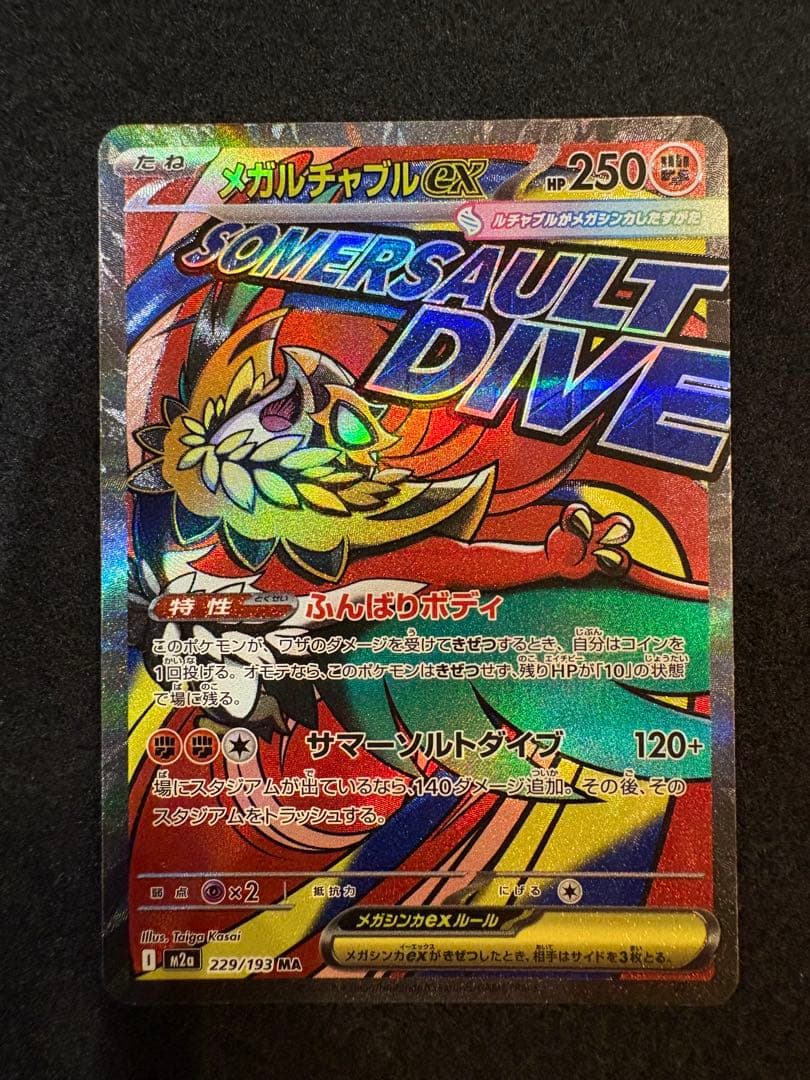 たね メガルチャブルex HP250
ルチャブルがメガシンカしたすがた
SOMERSAULT
DIVE
特性 とくせい ふんばりボディ
このポケモンが、ワザのダメージを受けてきぜつするとき、自分はコインを
1回投げる。オモテなら、このポケモンはきぜつせず、残りHPが「10」の状態
で場に残る。
サマーソルトダイブ 120+
場にスタジアムが出ているなら、140ダメージ追加。その後、その
スタジアムをトラッシュする。
弱点 ×2 抵抗力 にげる
Illus. Taiga Kasai
メガシンカexルール
メガシンカexがきぜつしたとき、相手はサイドを3枚とる。
I m2a 229/193 MA